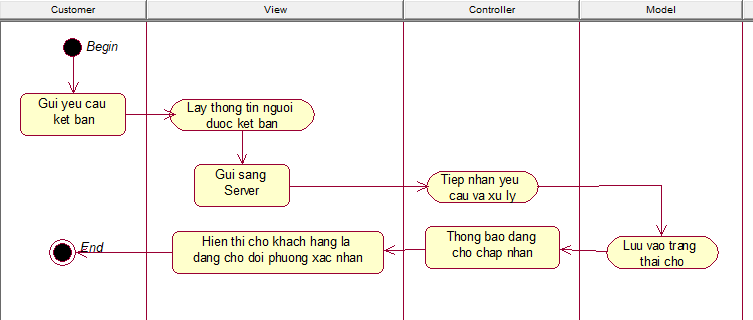 Customer
View
Controller
Model
Begin
Gui yeu cau
ket ban
Lay thong tin nguoi
duoc ket ban
Gui sang
Server
Tiep nhan yeu
cau va xu ly
Luu vao trang
thai cho
Thong bao dang
cho chap nhan
Hien thi cho khach hang la
dang cho doi phuong xac nhan
End